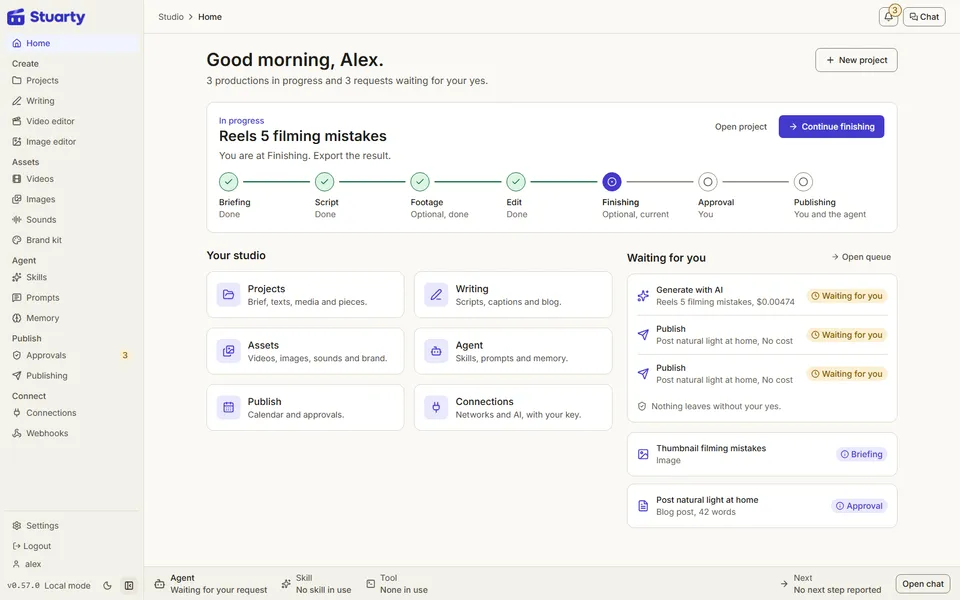 Stuarty
Home
Create
Projects
Writing
Video editor
Image editor
Assets
Videos
Images
Sounds
Brand kit
Agent
Skills
Prompts
Memory
Publish
Approvals 3
Publishing
Connect
Connections
Webhooks
Settings
Logout
alex
v0.57.0 Local mode
Studio > Home
3
Chat
Good morning, Alex.
3 productions in progress and 3 requests waiting for your yes.
New project
In progress
Reels 5 filming mistakes
You are at Finishing. Export the result.
Open project
Continue finishing
Briefing
Done
Script
Done
Footage
Optional, done
Edit
Done
Finishing
Optional, current
Approval
You
Publishing
You and the agent
Your studio
Projects
Brief, texts, media and pieces.
Writing
Scripts, captions and blog.
Assets
Videos, images, sounds and brand.
Agent
Skills, prompts and memory.
Publish
Calendar and approvals.
Connections
Networks and AI, with your key.
Waiting for you
Open queue
Generate with AI
Reels 5 filming mistakes, $0.00474
Waiting for you
Publish
Post natural light at home, No cost
Waiting for you
Publish
Post natural light at home, No cost
Waiting for you
Nothing leaves without your yes.
Thumbnail filming mistakes
Image
Briefing
Post natural light at home
Blog post, 42 words
Approval
Agent
Waiting for your request
Skill
No skill in use
Tool
None in use
Next
No next step reported
Open chat